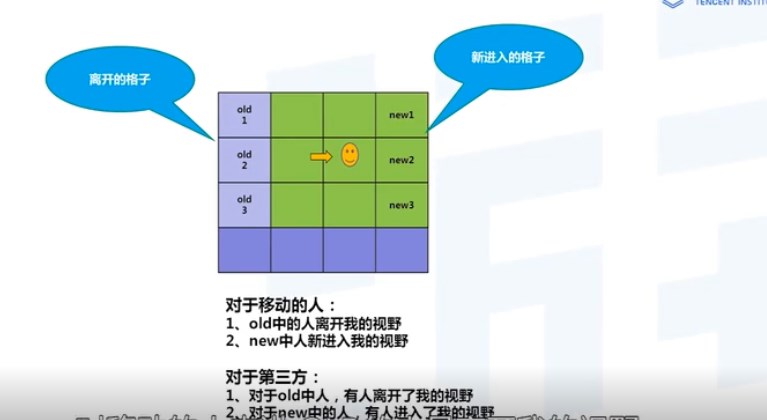 TENCENT INSTIT
离开的格子
新进入的格子
old
1
new1
old
2
new2
old
3
new3
对于移动的人：
1、old中的人离开我的视野
2、new中人新进入我的视野
对于第三方：
1、对于old中人，有人离开了我的视野
2、对于new中的人，有人进入了我的视野